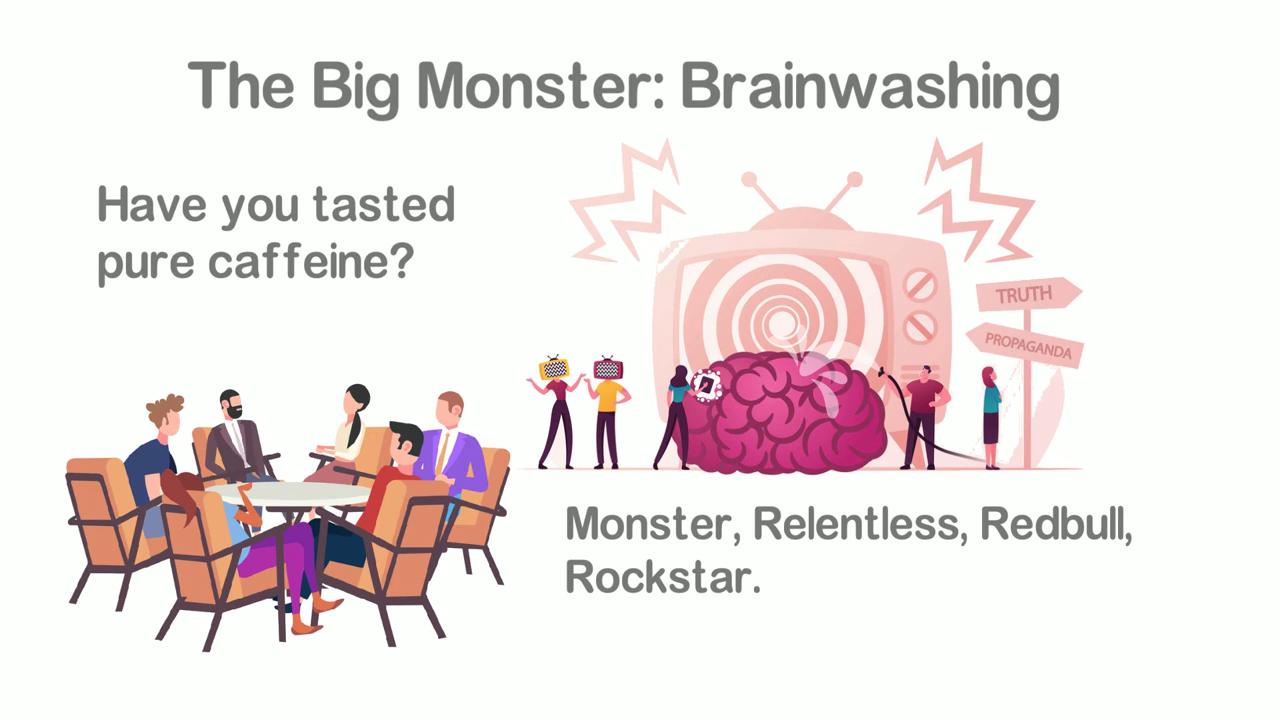 The Big Monster: Brainwashing
Have you tasted
pure caffeine?
TRUTH
PROPAGANDA
Monster, Relentless, Redbull,
Rockstar.